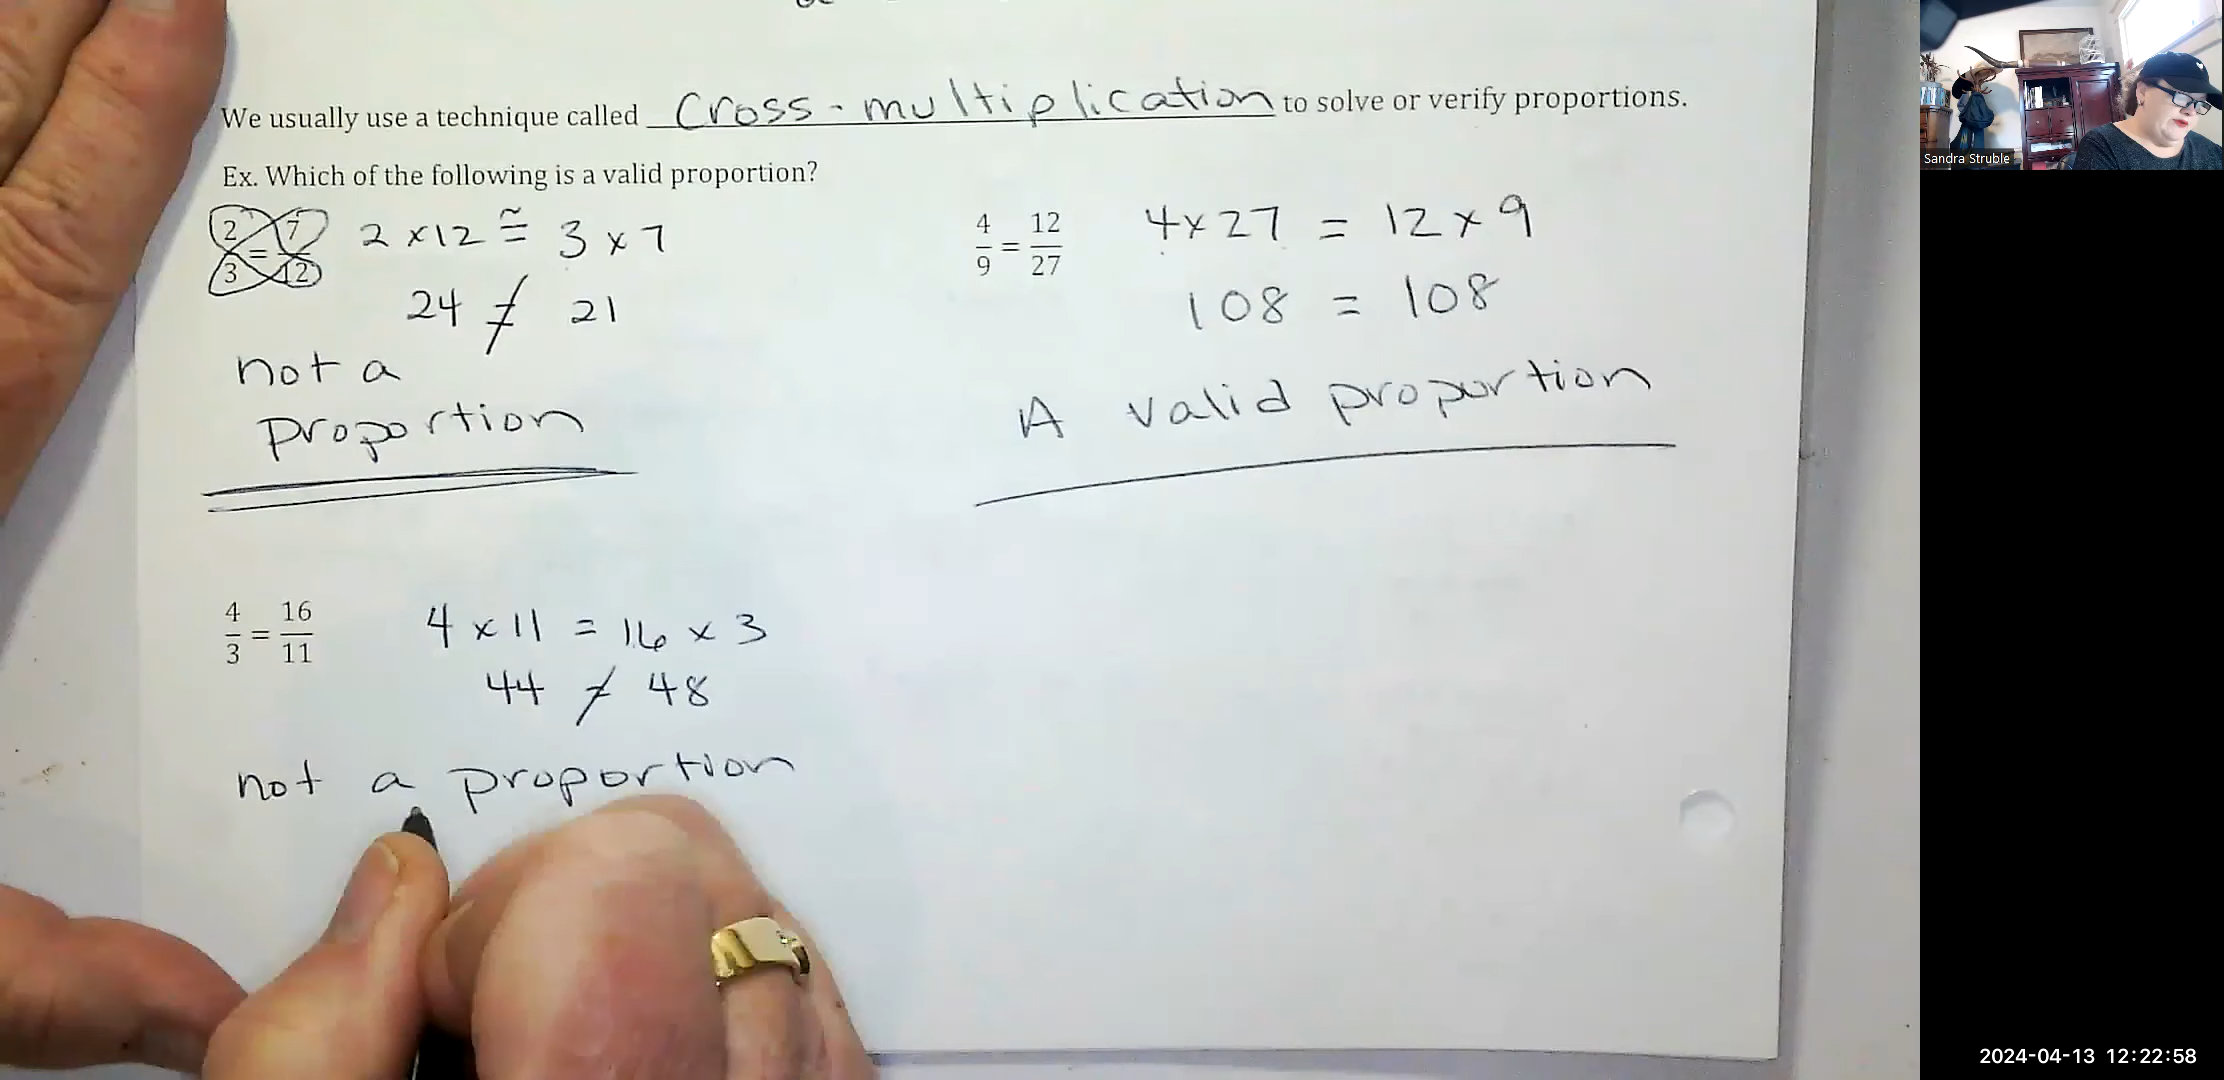 We usually use a technique called Cross-multiplication to solve or verify proportions.
Ex. Which of the following is a valid proportion?
2/3 = 7/12 2 x 12 ≅ 3 x 7
24 ≠ 21
not a
proportion
4/9 = 12/27 4 x 27 = 12 x 9
108 = 108
A valid proportion
4/3 = 16/11 4 x 11 = 16 x 3
44 ≠ 48
not a proportion
Sandra Struble
2024-04-13 12:22:58